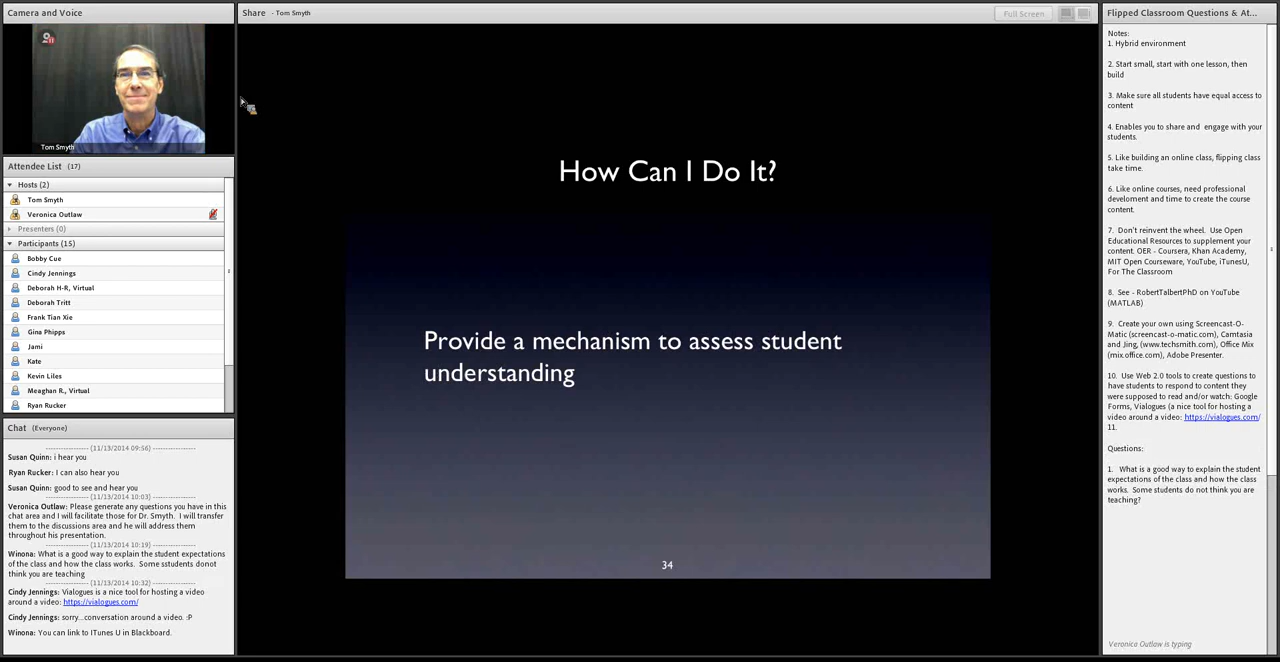 Camera and Voice
Tom Smyth
Attendee List (17)
Hosts (2)
Tom Smyth
Veronica Outlaw
Presenters (0)
Participants (15)
Bobby Cue
Cindy Jennings
Deborah H-R, Virtual
Deborah Tritt
Frank Tian Xie
Gina Phipps
Jami
Kate
Kevin Liles
Meaghan R., Virtual
Ryan Rucker
Chat (Everyone)
---------------- (11/13/2014 09:56) ----------------
Susan Quinn: i hear you
Ryan Rucker: I can also hear you
Susan Quinn: good to see and hear you
---------------- (11/13/2014 10:03) ----------------
Veronica Outlaw: Please generate any questions you have in this
chat area and I will facilitate those for Dr. Smyth. I will transfer
them to the discussions area and he will address them
throughout his presentation.
---------------- (11/13/2014 10:19) ----------------
Winona: What is a good way to explain the student expectations
of the class and how the class works. Some sstudents donot
think you are teaching
---------------- (11/13/2014 10:32) ----------------
Cindy Jennings: Vialogues is a nice tool for hosting a video
around a video: https://vialogues.com/
Cindy Jennings: sorry...conversation around a video. :P
Winona: You can link to ITunes U in Blackboard.
Share - Tom Smyth
Full Screen
How Can I Do It?
Provide a mechanism to assess student
understanding
34
Flipped Classroom Questions & At...
Notes:
1. Hybrid environment
2. Start small, start with one lesson, then
build
3. Make sure all students have equal access to
content
4. Enables you to share and engage with your
students.
5. Like building an online class, flipping class
take time.
6. Like online courses, need professional
develoment and time to create the course
content.
7. Don't reinvent the wheel. Use Open
Educational Resources to supplement your
content. OER - Coursera, Khan Academy,
MIT Open Courseware, YouTube, iTunesU,
For The Classroom
8. See - RobertTalbertPhD on YouTube
(MATLAB)
9. Create your own using Screencast-O-
Matic (screencast-o-matic.com), Camtasia
and Jing, (www.techsmith.com), Office Mix
(mix.office.com), Adobe Presenter.
10. Use Web 2.0 tools to create questions to
have students to respond to content they
were supposed to read and/or watch: Google
Forms, Vialogues (a nice tool for hosting a
video around a video: https://vialogues.com/
11.
Questions:
1. What is a good way to explain the student
expectations of the class and how the class
works. Some students do not think you are
teaching?
Veronica Outlaw is typing